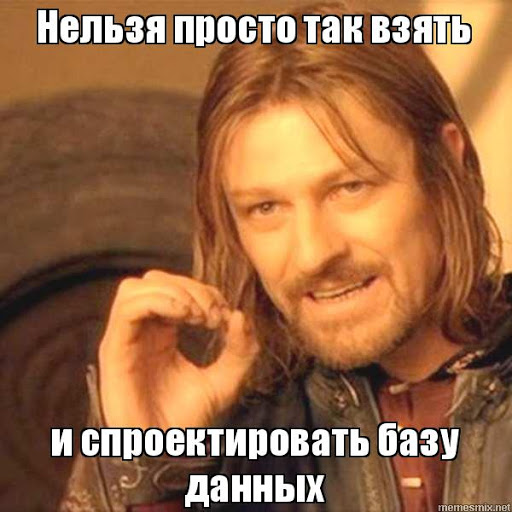 Нельзя просто так взять
и спроектировать базу
данных
memesmix.net